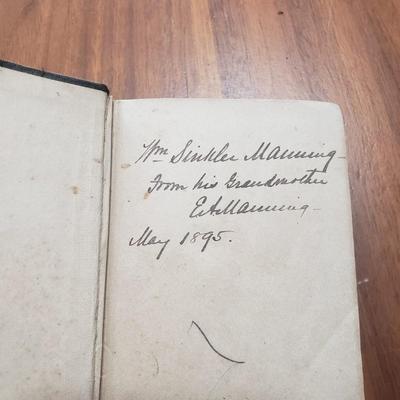 Wm Sinkler Manning
From his Grandmother
E A Manning
May 1895.